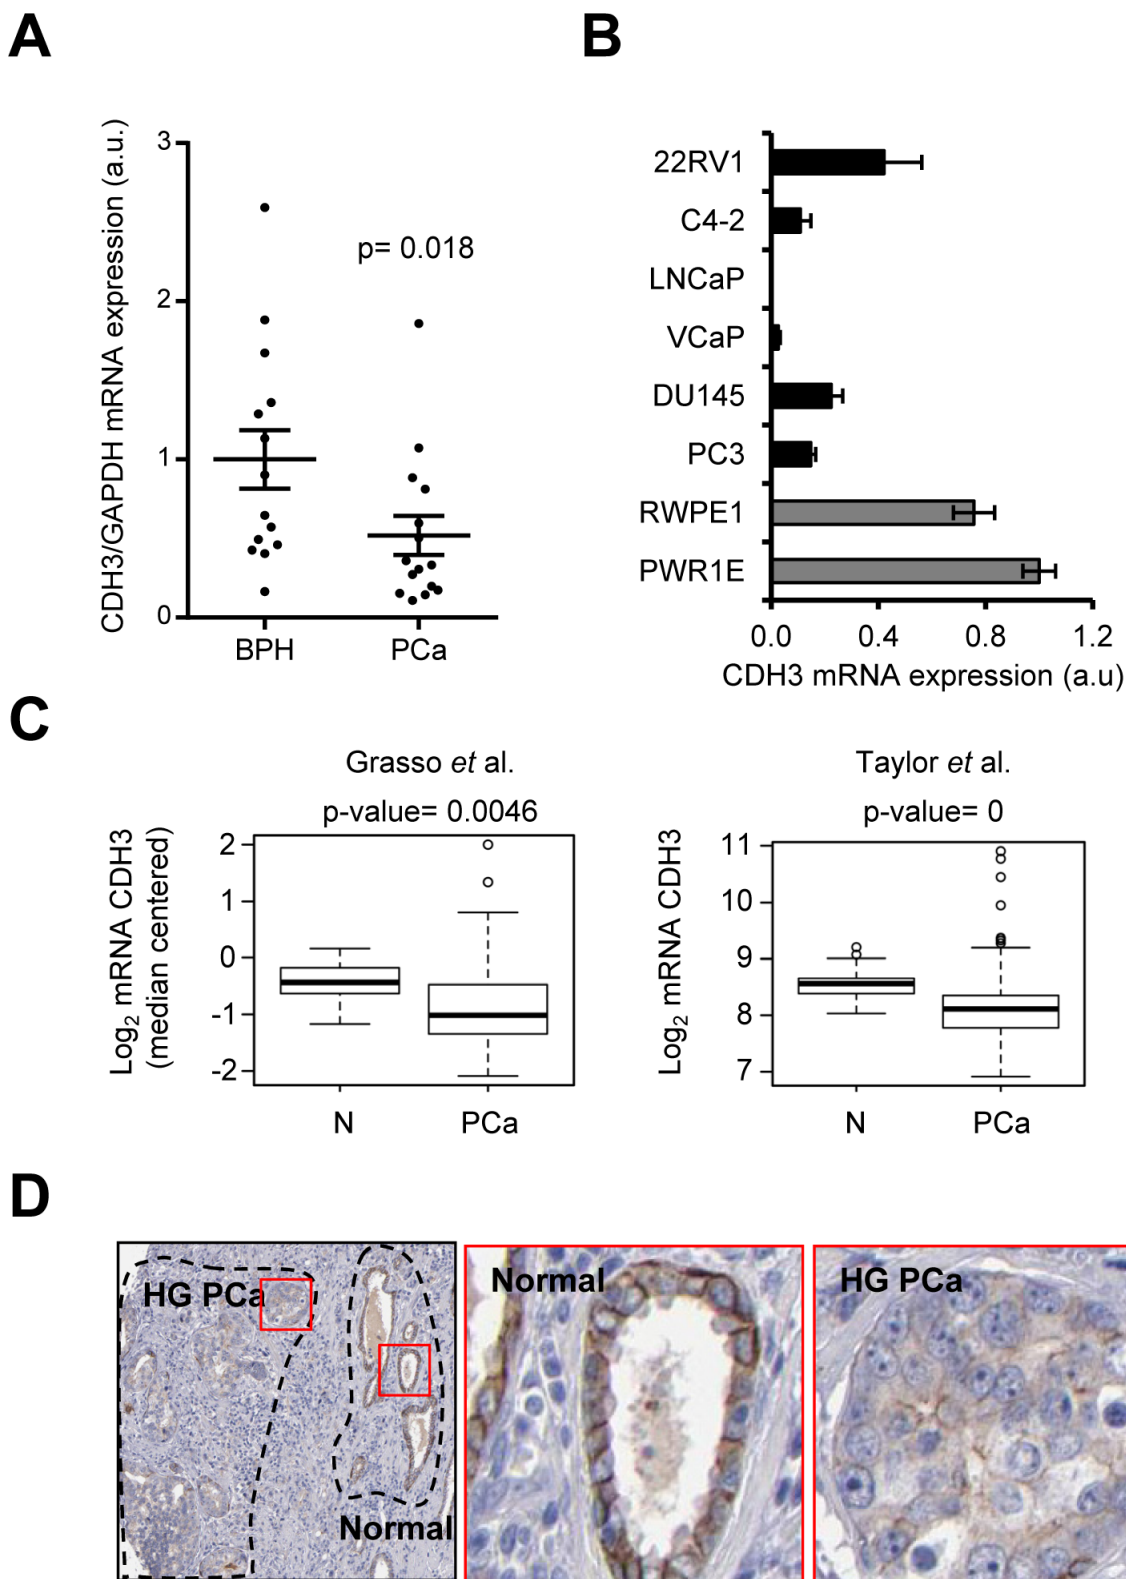 A
CDH3/GAPDH mRNA expression (a.u.)
3
2
1
0
p= 0.018
BPH
PCa
B
22RV1
C4-2
LNCaP
VCaP
DU145
PC3
RWPE1
PWR1E
0.0
0.4
0.8
1.2
CDH3 mRNA expression (a.u)
C
Grasso et al.
p-value= 0.0046
Log₂ mRNA CDH3
(median centered)
2
1
0
-1
-2
N
PCa
Taylor et al.
p-value= 0
Log₂ mRNA CDH3
11
10
9
8
7
N
PCa
D
HG PCa
Normal
Normal
HG PCa